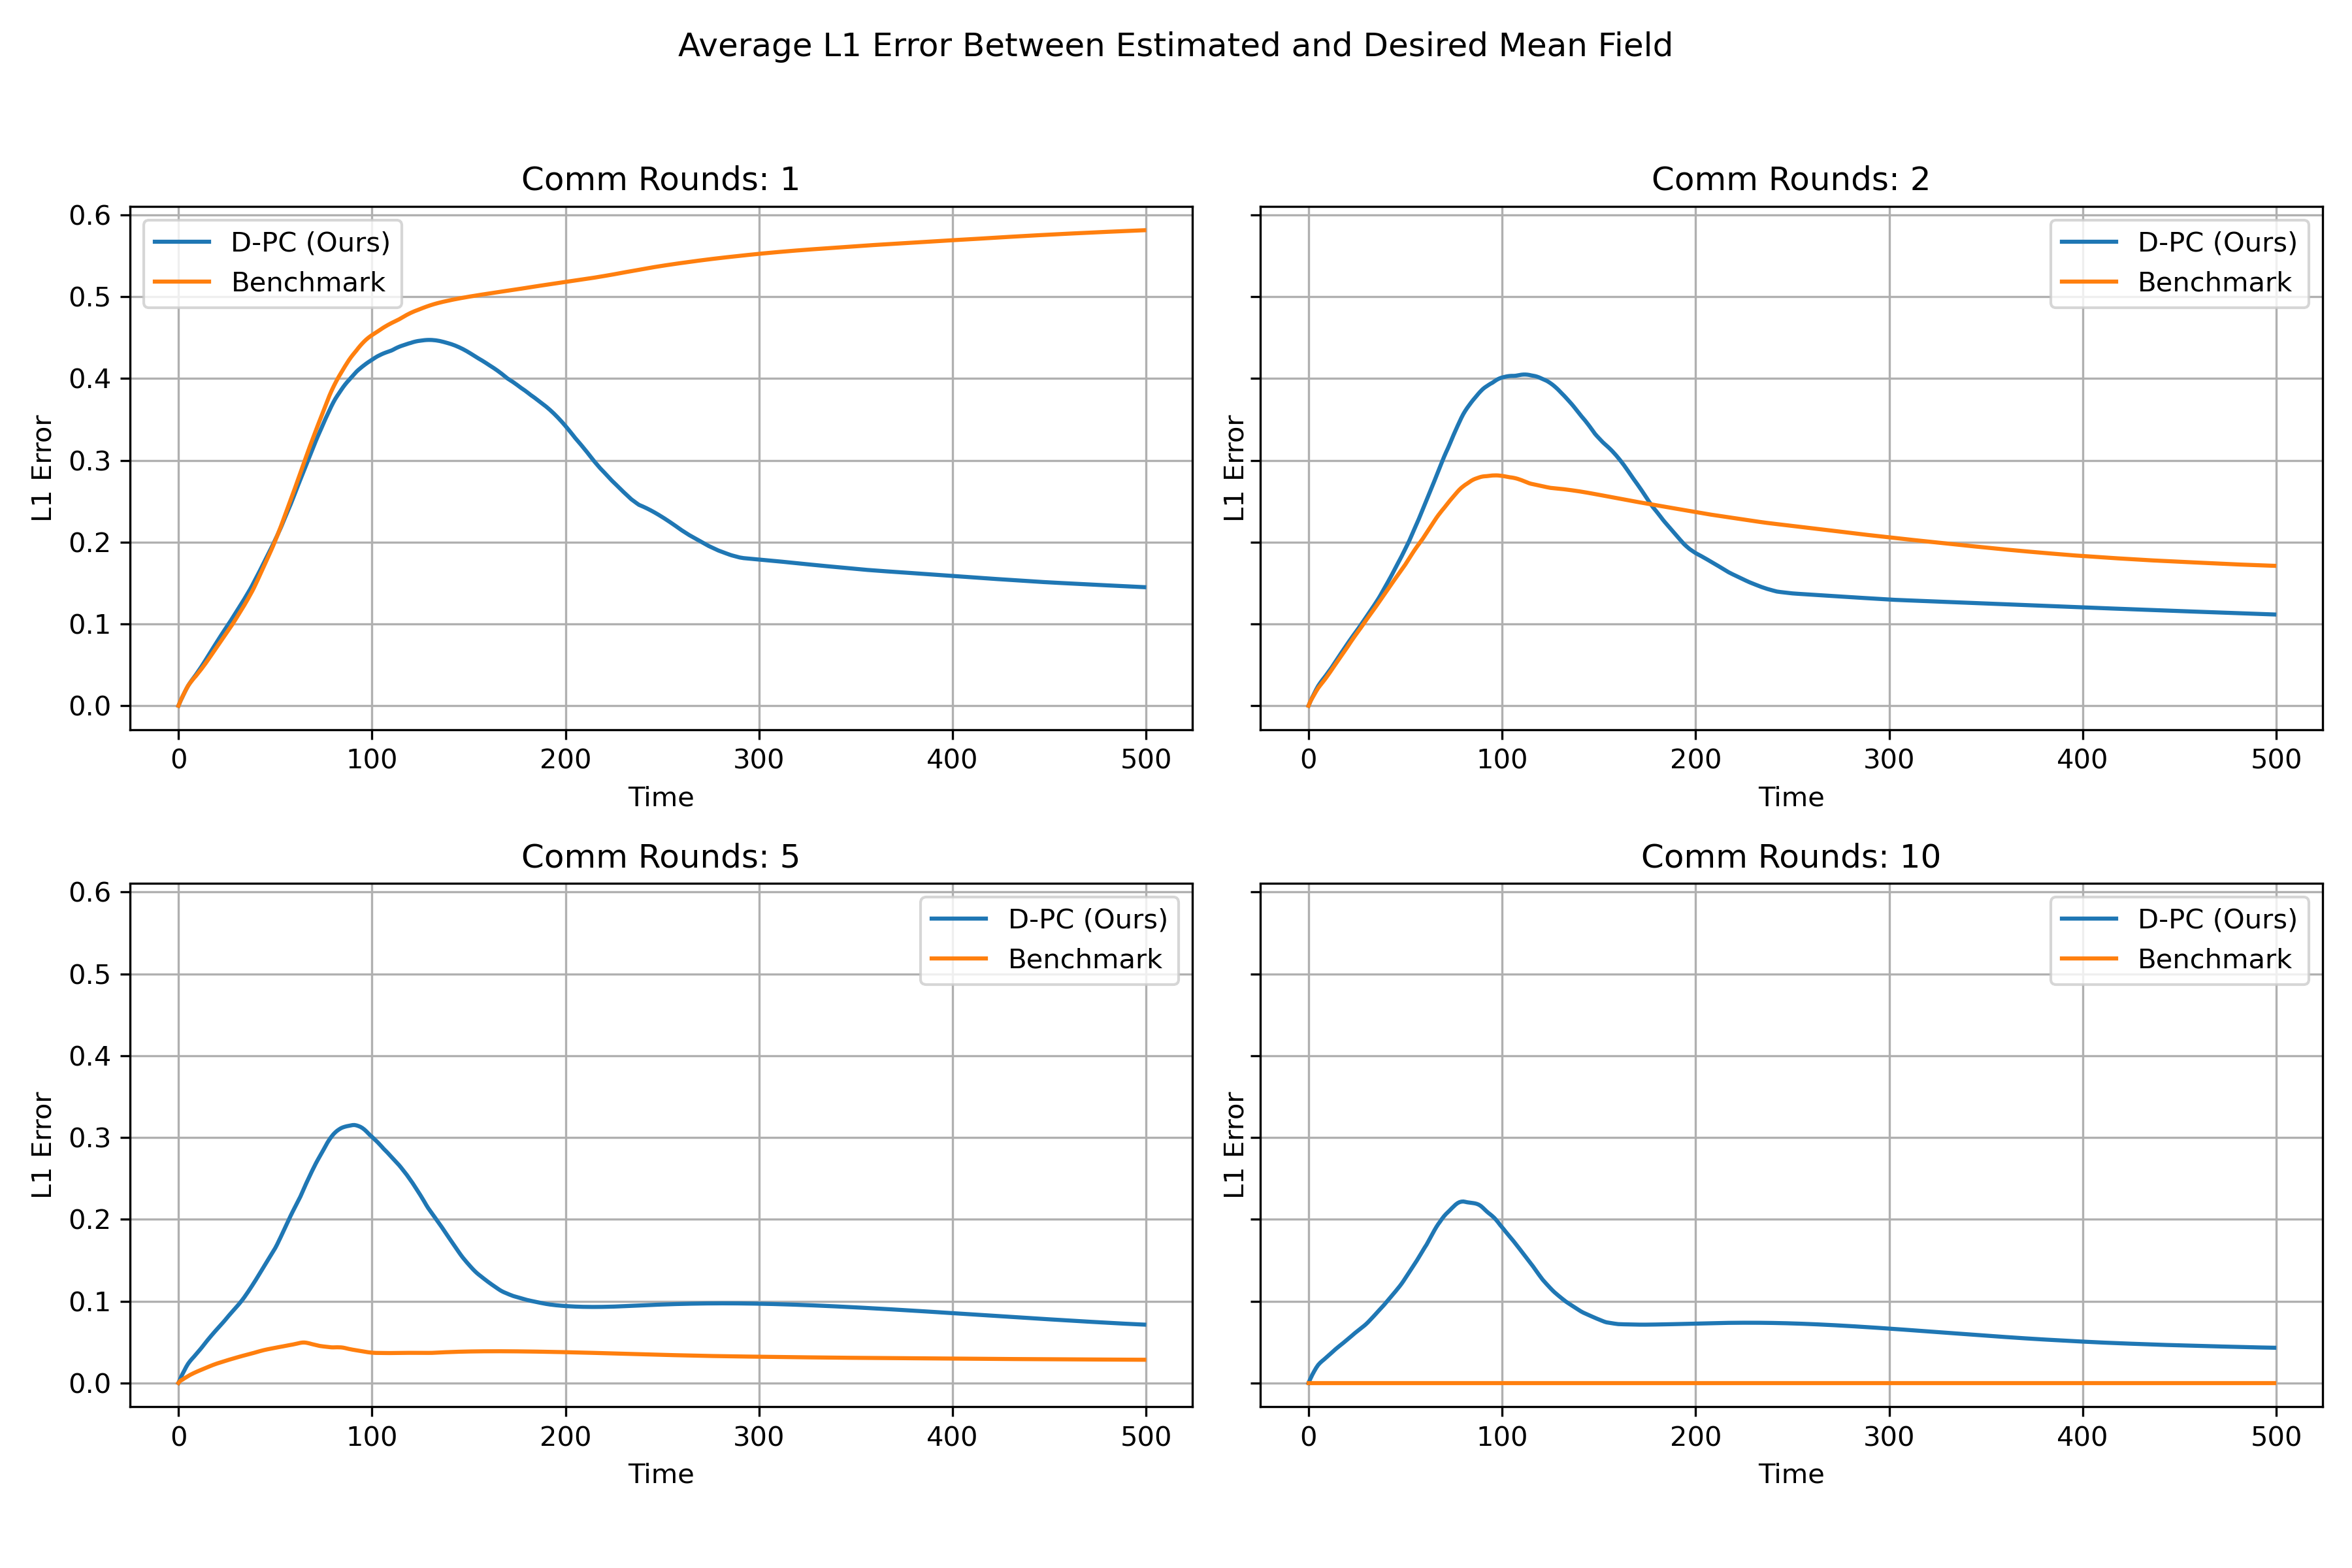 Average L1 Error Between Estimated and Desired Mean Field
Comm Rounds: 1
0.6
0.5
0.4
0.3
0.2
0.1
0.0
L1 Error
D-PC (Ours)
Benchmark
0 100 200 300 400 500
Time
Comm Rounds: 2
L1 Error
D-PC (Ours)
Benchmark
0 100 200 300 400 500
Time
Comm Rounds: 5
0.6
0.5
0.4
0.3
0.2
0.1
0.0
L1 Error
D-PC (Ours)
Benchmark
0 100 200 300 400 500
Time
Comm Rounds: 10
L1 Error
D-PC (Ours)
Benchmark
0 100 200 300 400 500
Time